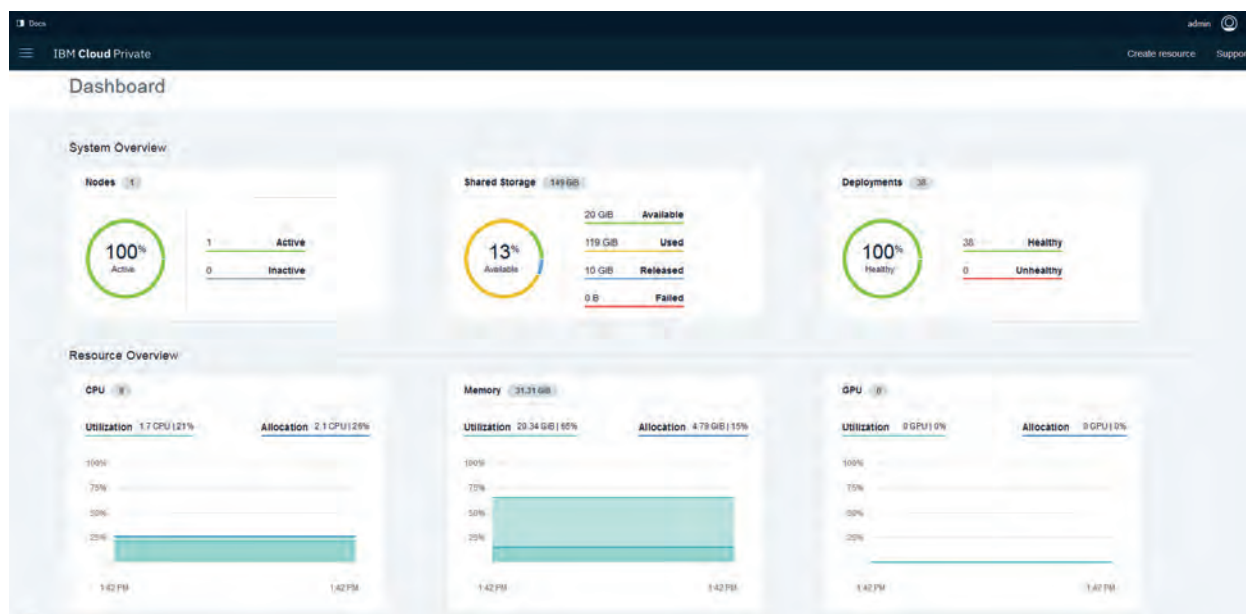 Docs
admin
IBM Cloud Private
Create resource Suppor
Dashboard
System Overview
Nodes 1
100%
Active
1 Active
0 Inactive
Shared Storage 149 GiB
13%
Available
20 GiB Available
119 GiB Used
10 GiB Released
0 B Failed
Deployments 38
100%
Healthy
38 Healthy
0 Unhealthy
Resource Overview
CPU 8
Utilization 1.7 CPU | 21% Allocation 2.1 CPU | 26%
100%
75%
50%
25%
1:42 PM 1:42 PM
Memory 31.31 GiB
Utilization 20.34 GiB | 65% Allocation 4.79 GiB | 15%
100%
75%
50%
25%
1:42 PM 1:42 PM
GPU 0
Utilization 0 GPU | 0% Allocation 0 GPU | 0%
100%
75%
50%
25%
1:42 PM 1:42 PM